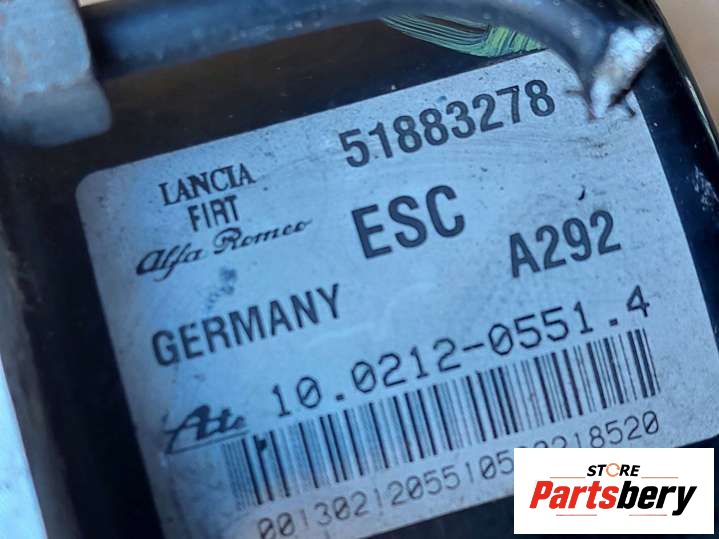 51883278
LANCIA
FIAT
Alfa Romeo
ESC
A292
GERMANY
Ate
10.0212-0551.4
STORE
Partsbery